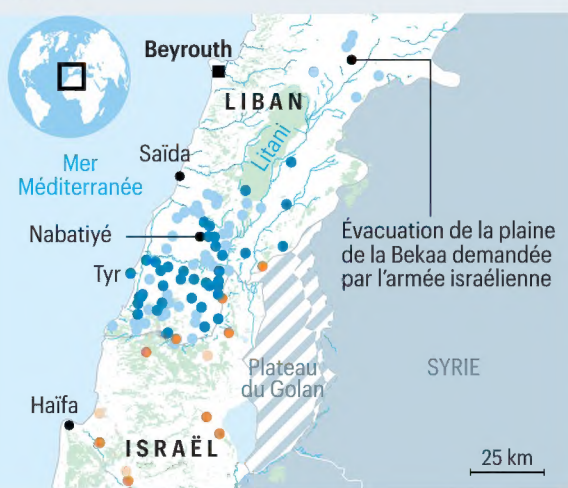 Beyrouth
LIBAN
Litani
Mer
Méditerranée
Saïda
Nabatiyé
Tyr
Évacuation de la plaine
de la Bekaa demandée
par l'armée israélienne
Plateau
du Golan
SYRIE
Haïfa
ISRAËL
25 km